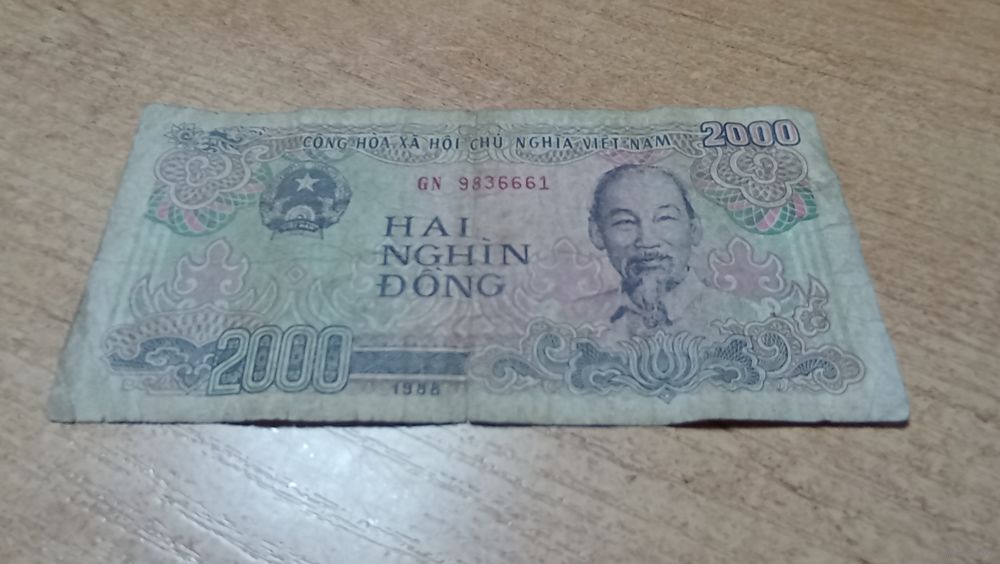 CỘNG HÒA XÃ HỘI CHỦ NGHĨA VIỆT NAM
2000
GN 9836661
HAI
NGHÌN
ĐỒNG
2000
1988